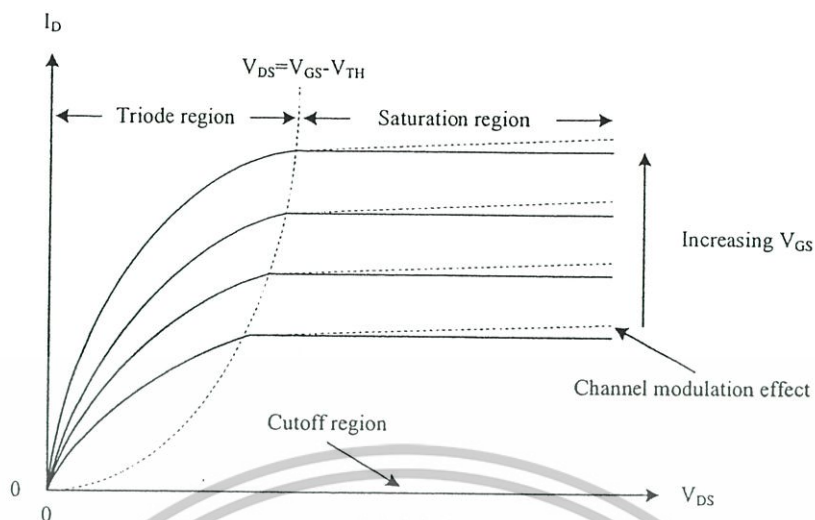 I_D
V_DS=V_GS-V_TH
Triode region
Saturation region
Increasing V_GS
Channel modulation effect
Cutoff region
0
V_DS
0